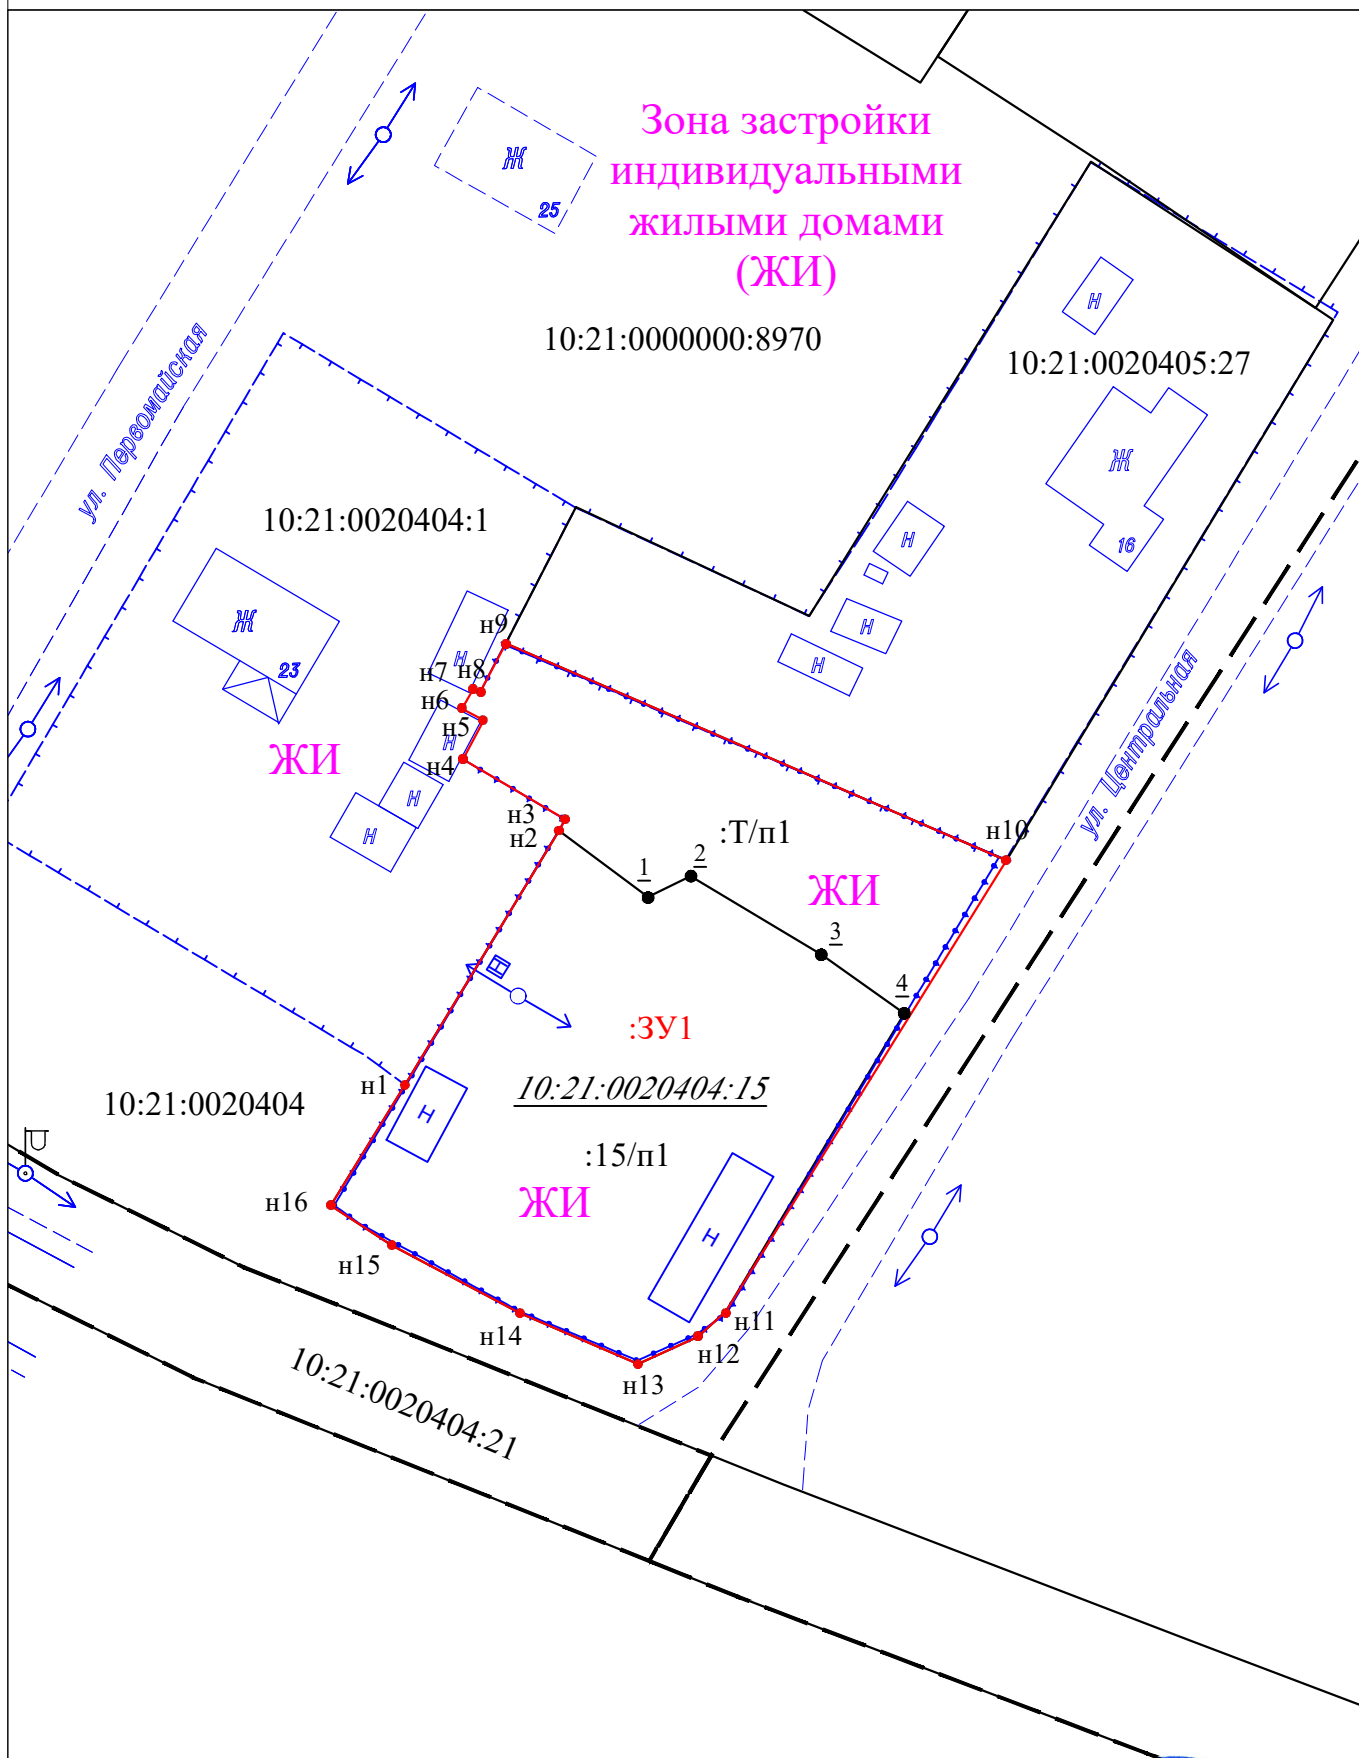 Зона застройки
индивидуальными
жилыми домами
(ЖИ)
Ж
25
10:21:0000000:8970
10:21:0020405:27
Н
ул. Первомайская
10:21:0020404:1
Ж
16
Н
Н
Н
Ж
23
Н
н9
н8
н7
н6
н5
Н
н4
ЖИ
Н
Н
н3
н2
:Т/п1
н10
ул. Центральная
1
2
ЖИ
3
4
Н
:ЗУ1
10:21:0020404:15
н1
10:21:0020404
Н
:15/п1
ЖИ
н16
Н
н15
н14
н11
н12
н13
10:21:0020404:21